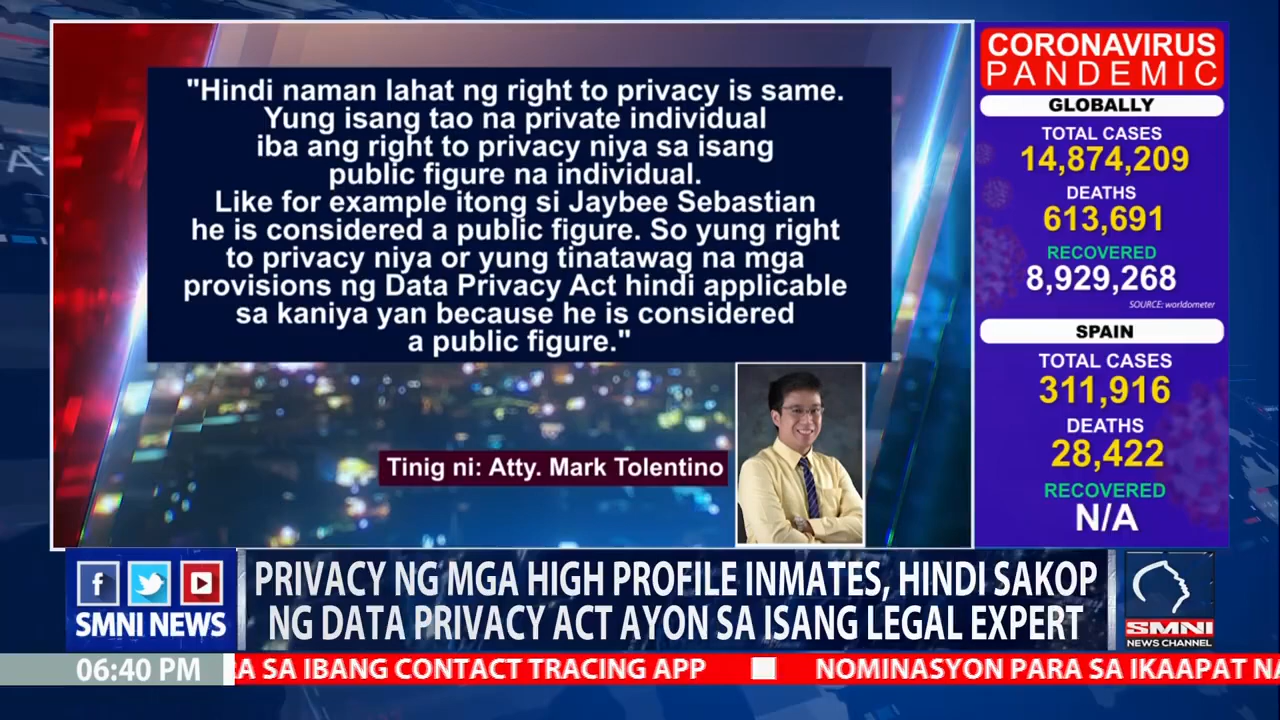 "Hindi naman lahat ng right to privacy is same.
Yung isang tao na private individual
iba ang right to privacy niya sa isang
public figure na individual.
Like for example itong si Jaybee Sebastian
he is considered a public figure. So yung right
to privacy niya or yung tinatawag na mga
provisions ng Data Privacy Act hindi applicable
sa kaniya yan because he is considered
a public figure."
Tinig ni: Atty. Mark Tolentino
CORONAVIRUS
PANDEMIC
GLOBALLY
TOTAL CASES
14,874,209
DEATHS
613,691
RECOVERED
8,929,268
SOURCE: worldometer
SPAIN
TOTAL CASES
311,916
DEATHS
28,422
RECOVERED
N/A
SMNI NEWS
PRIVACY NG MGA HIGH PROFILE INMATES, HINDI SAKOP
NG DATA PRIVACY ACT AYON SA ISANG LEGAL EXPERT
SMNI
NEWS CHANNEL
06:40 PM
RA SA IBANG CONTACT TRACING APP
NOMINASYON PARA SA IKAAPAT NA